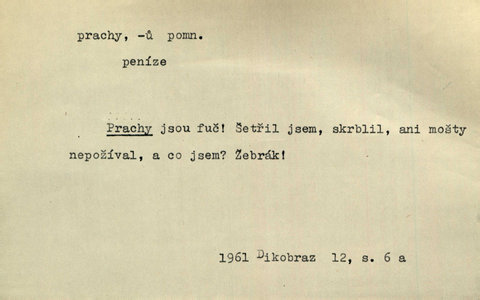 prachy, -ů pomn.
peníze
Prachy jsou fuč! Šetřil jsem, skrblil, ani mošty
nepožíval, a co jsem? Žebrák!
1961 Dikobraz 12, s. 6 a